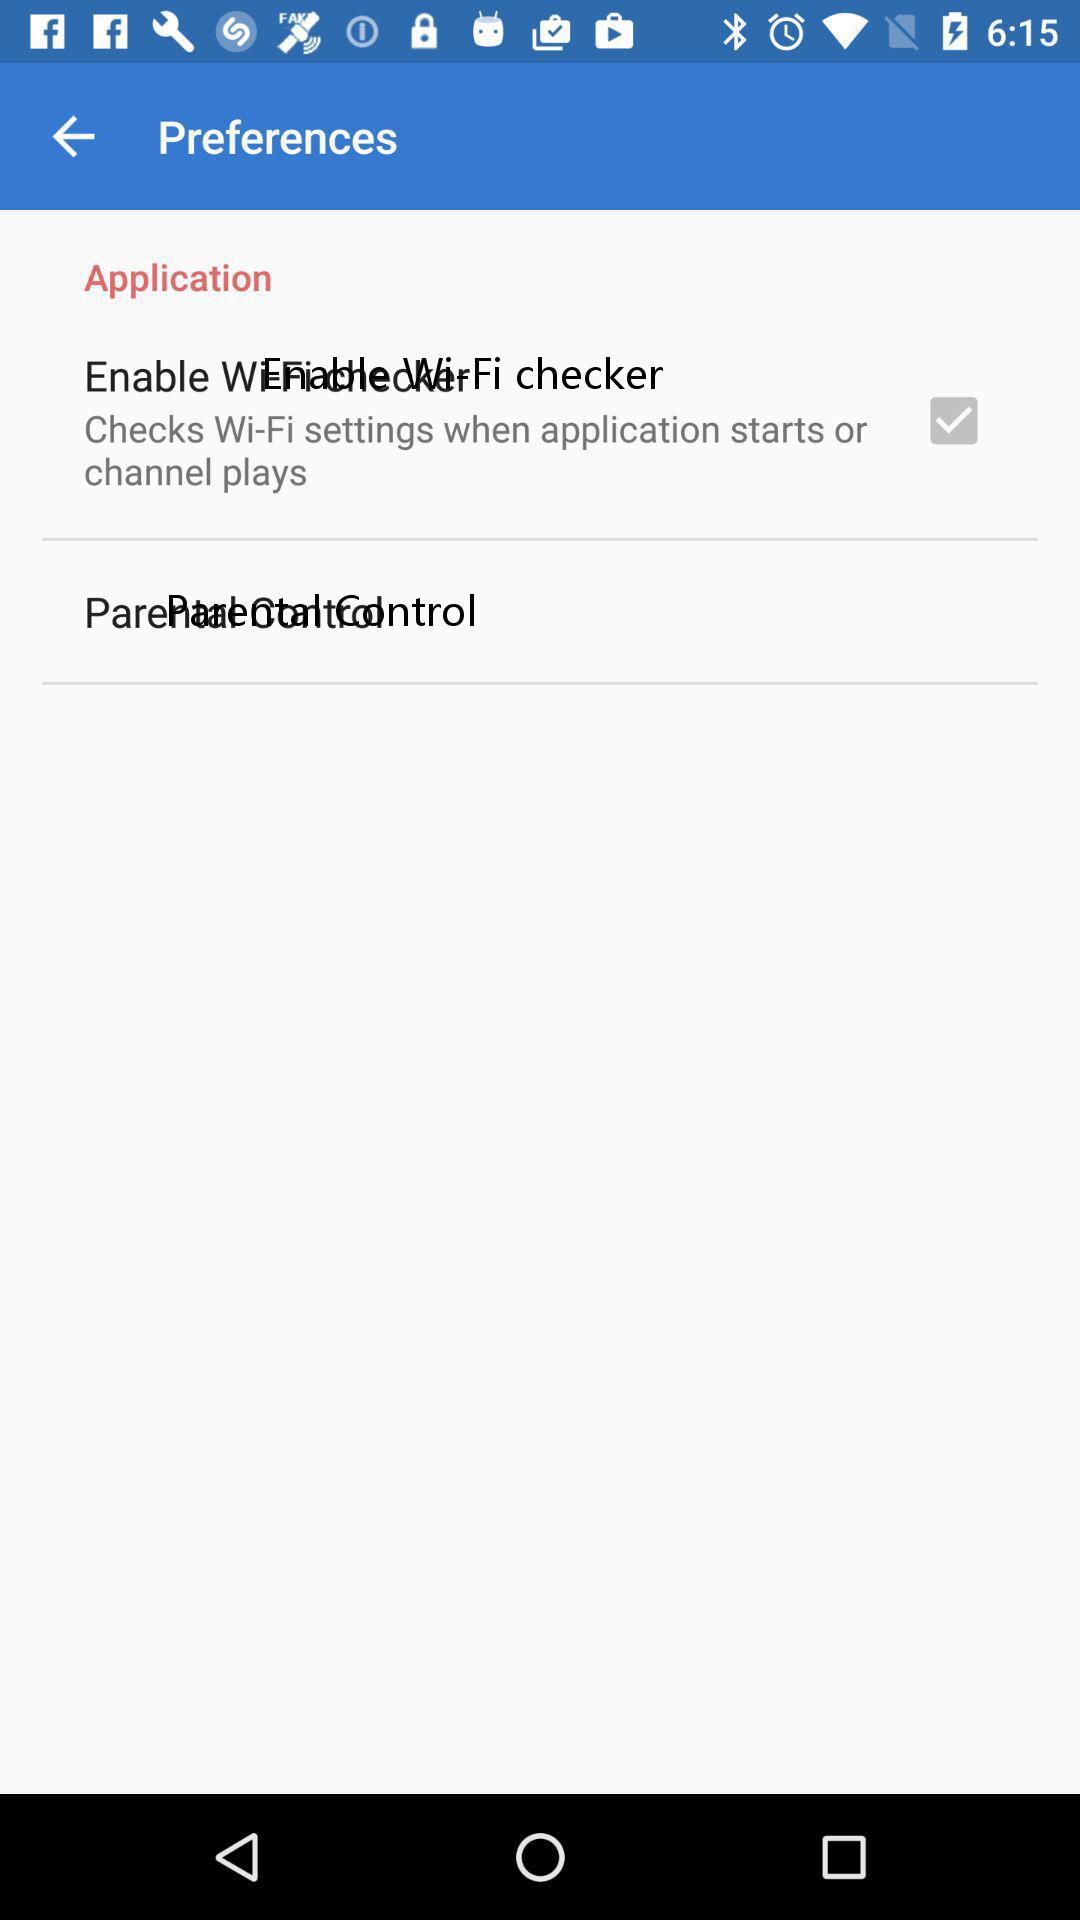 FAKE
6:15
Preferences
Application
Enable Wi-Fi checker
Enable Wi-Fi checker
Checks Wi-Fi settings when application starts or
channel plays
Parental Control
Parental Control